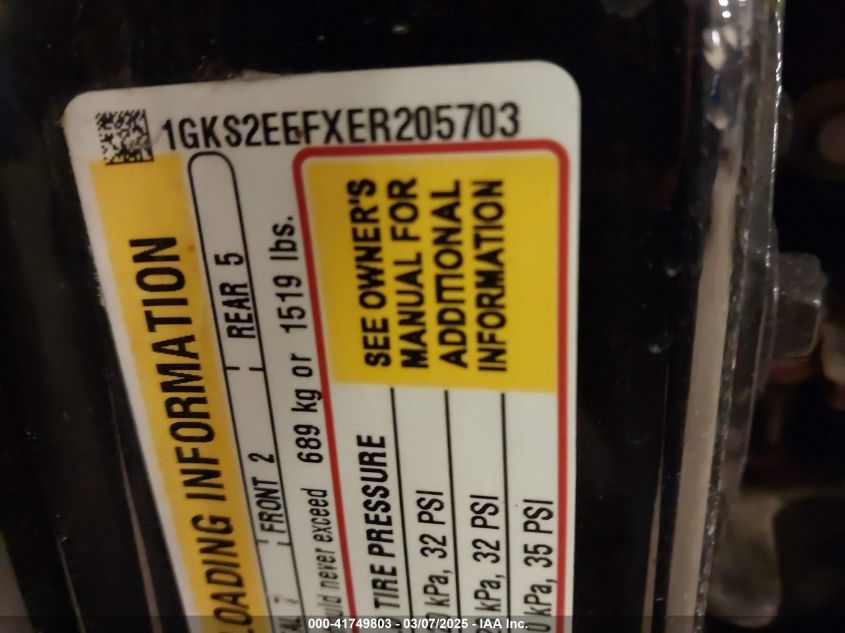 1GKS2EEFXER205703
LOADING INFORMATION
FRONT 2 REAR 5
never exceed 689 kg or 1519 lbs.
TIRE PRESSURE
kPa, 32 PSI
kPa, 32 PSI
kPa, 35 PSI
SEE OWNER'S
MANUAL FOR
ADDITIONAL
INFORMATION
000-41749803 - 03/07/2025 - IAA Inc.